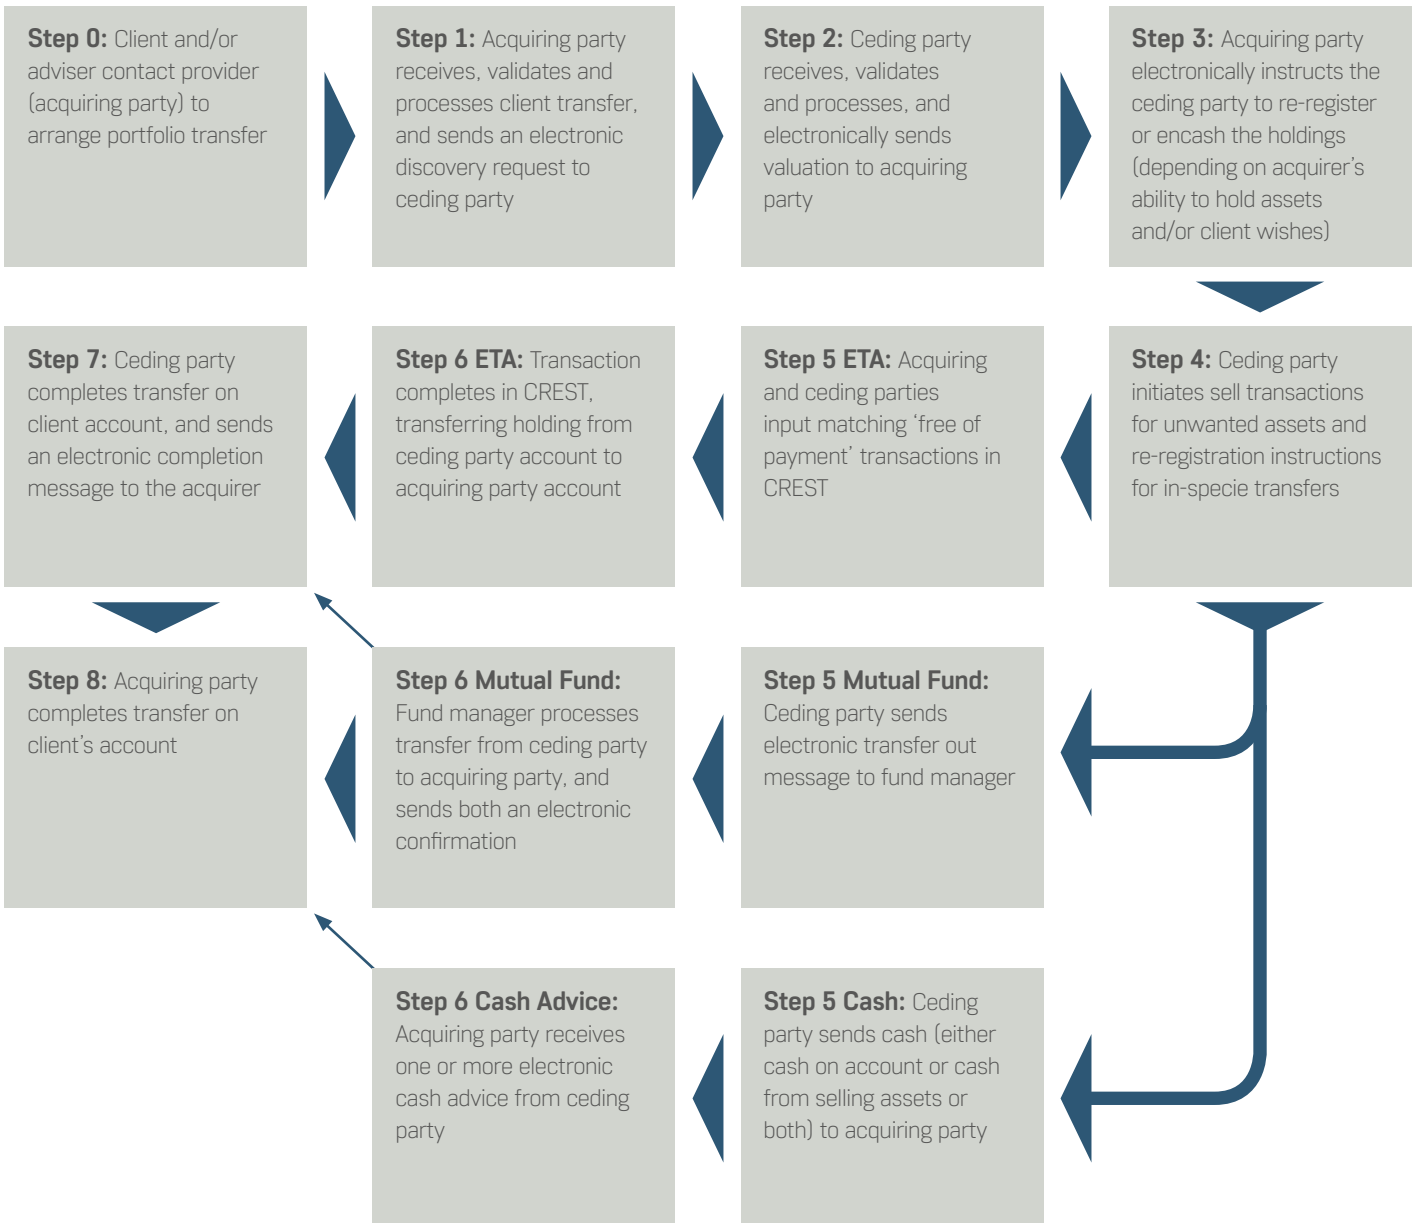 Step 0: Client and/or
adviser contact provider
(acquiring party) to
arrange portfolio transfer
Step 1: Acquiring party
receives, validates and
processes client transfer,
and sends an electronic
discovery request to
ceding party
Step 2: Ceding party
receives, validates
and processes, and
electronically sends
valuation to acquiring
party
Step 3: Acquiring party
electronically instructs the
ceding party to re-register
or encash the holdings
(depending on acquirer’s
ability to hold assets
and/or client wishes)
Step 4: Ceding party
initiates sell transactions
for unwanted assets and
re-registration instructions
for in-specie transfers
Step 5 ETA: Acquiring
and ceding parties
input matching ‘free of
payment’ transactions in
CREST
Step 6 ETA: Transaction
completes in CREST,
transferring holding from
ceding party account to
acquiring party account
Step 7: Ceding party
completes transfer on
client account, and sends
an electronic completion
message to the acquirer
Step 5 Mutual Fund:
Ceding party sends
electronic transfer out
message to fund manager
Step 6 Mutual Fund:
Fund manager processes
transfer from ceding party
to acquiring party, and
sends both an electronic
confirmation
Step 8: Acquiring party
completes transfer on
client’s account
Step 5 Cash: Ceding
party sends cash (either
cash on account or cash
from selling assets or
both) to acquiring party
Step 6 Cash Advice:
Acquiring party receives
one or more electronic
cash advice from ceding
party